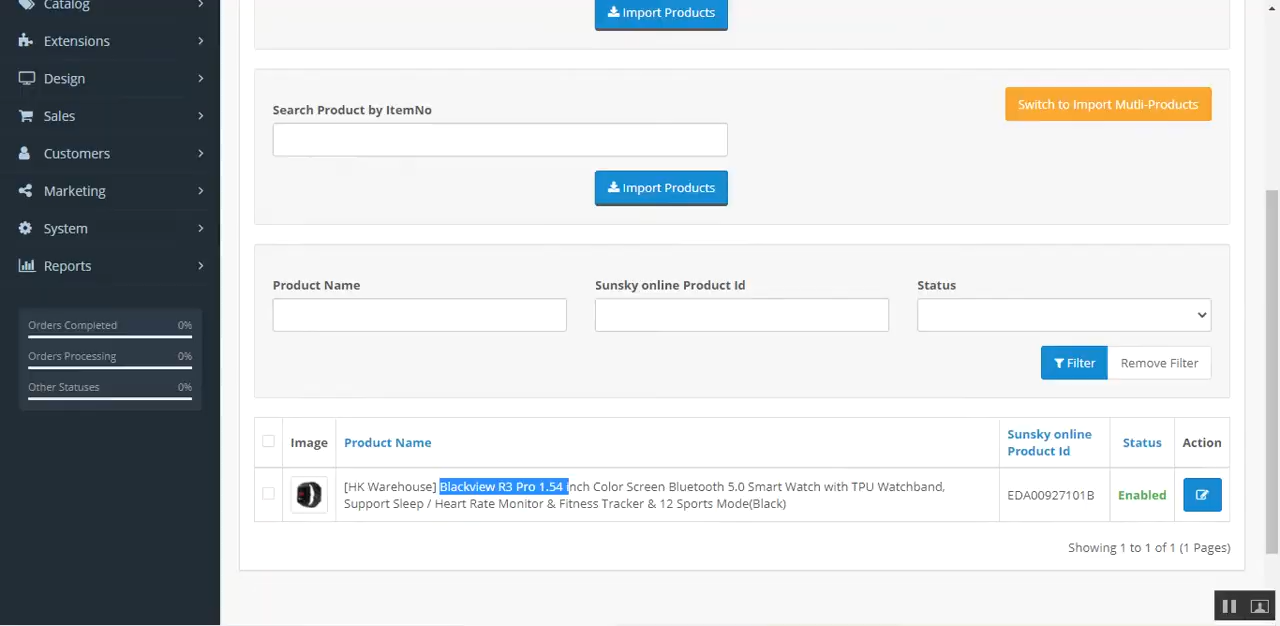 Catalog
Extensions
Design
Sales
Customers
Marketing
System
Reports
Orders Completed 0%
Orders Processing 0%
Other Statuses 0%
Import Products
Search Product by ItemNo
Switch to Import Mutli-Products
Import Products
Product Name Sunsky online Product Id Status
Filter Remove Filter
Image Product Name Sunsky online Product Id Status Action
[HK Warehouse] Blackview R3 Pro 1.54 inch Color Screen Bluetooth 5.0 Smart Watch with TPU Watchband,
Support Sleep / Heart Rate Monitor & Fitness Tracker & 12 Sports Mode(Black)
EDA00927101B Enabled
Showing 1 to 1 of 1 (1 Pages)